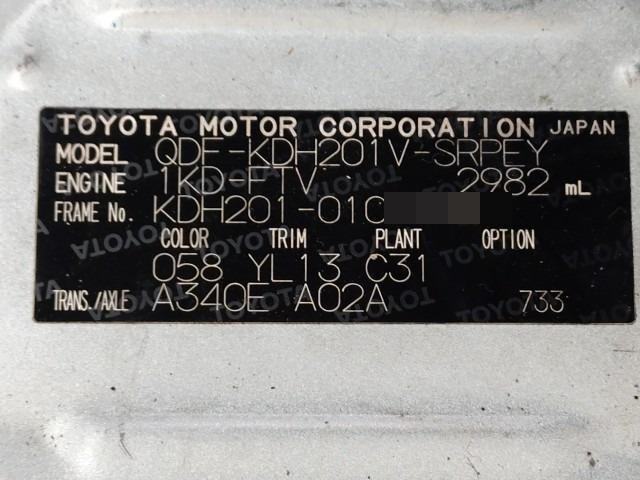 TOYOTA MOTOR CORPORATION JAPAN
MODEL QDF-KDH201V-SRPEY
ENGINE 1KD-FTV 2982 mL
FRAME No. KDH201-010
COLOR TRIM PLANT OPTION
058 YL13 C31
TRANS./AXLE A340E A02A 733